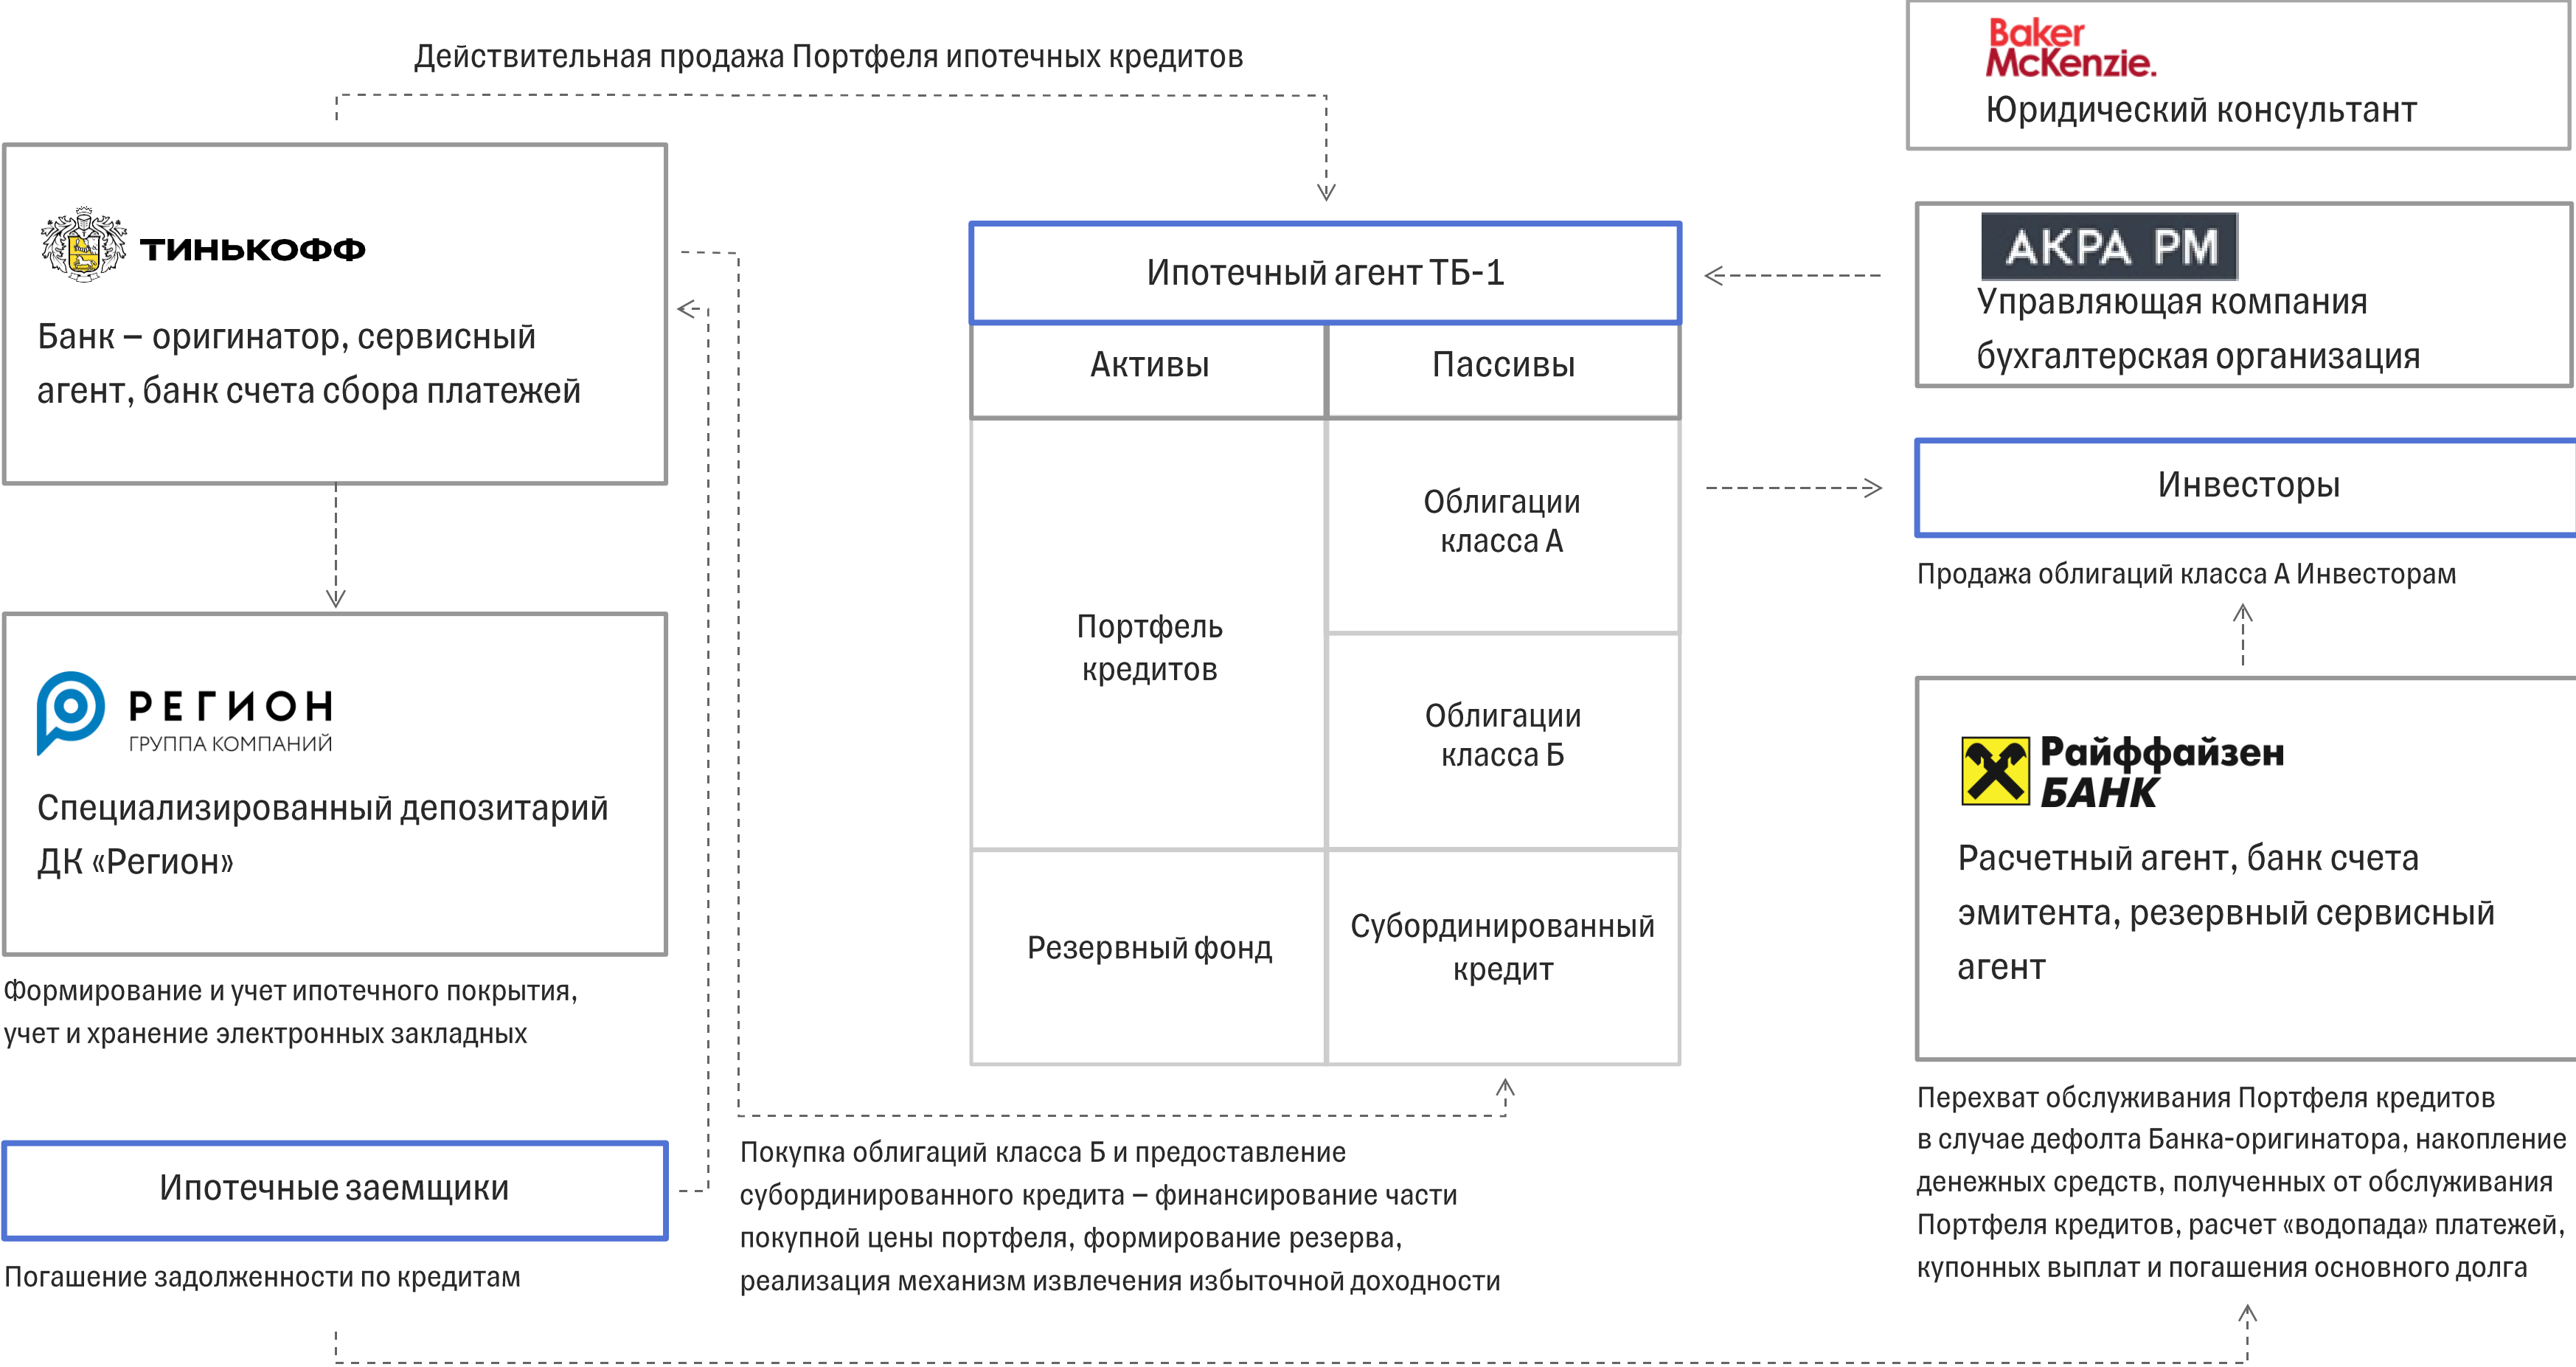 Действительная продажа Портфеля ипотечных кредитов
Baker
McKenzie.
Юридический консультант
ТИНЬКОФФ
Банк – оригинатор, сервисный
агент, банк счета сбора платежей
Ипотечный агент ТБ-1
Активы
Пассивы
Портфель
кредитов
Облигации
класса А
Облигации
класса Б
Резервный фонд
Субординированный
кредит
АКРА РМ
Управляющая компания
бухгалтерская организация
Инвесторы
Продажа облигаций класса А Инвесторам
РЕГИОН
ГРУППА КОМПАНИЙ
Специализированный депозитарий
ДК «Регион»
Формирование и учет ипотечного покрытия,
учет и хранение электронных закладных
Райффайзен
БАНК
Расчетный агент, банк счета
эмитента, резервный сервисный
агент
Ипотечные заемщики
Погашение задолженности по кредитам
Покупка облигаций класса Б и предоставление
субординированного кредита – финансирование части
покупной цены портфеля, формирование резерва,
реализация механизм извлечения избыточной доходности
Перехват обслуживания Портфеля кредитов
в случае дефолта Банка-оригинатора, накопление
денежных средств, полученных от обслуживания
Портфеля кредитов, расчет «водопада» платежей,
купонных выплат и погашения основного долга